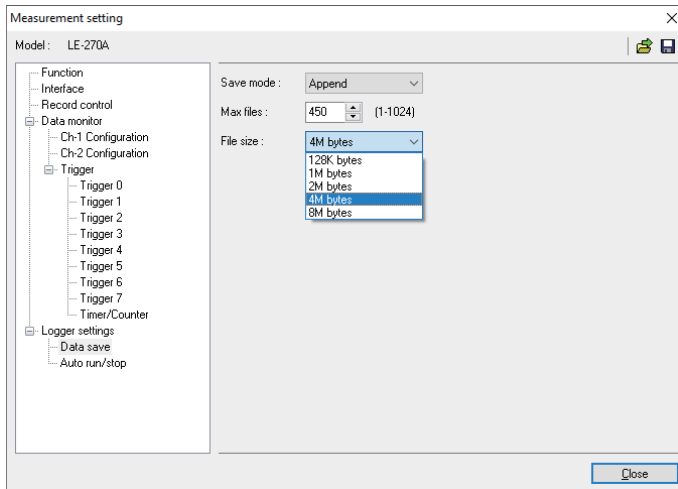 Measurement setting
Model : LE-270A
Function
Interface
Record control
Data monitor
Ch-1 Configuration
Ch-2 Configuration
Trigger
Trigger 0
Trigger 1
Trigger 2
Trigger 3
Trigger 4
Trigger 5
Trigger 6
Trigger 7
Timer/Counter
Logger settings
Data save
Auto run/stop
Save mode : Append
Max files : 450 (1-1024)
File size : 4M bytes
128K bytes
1M bytes
2M bytes
4M bytes
8M bytes
Close